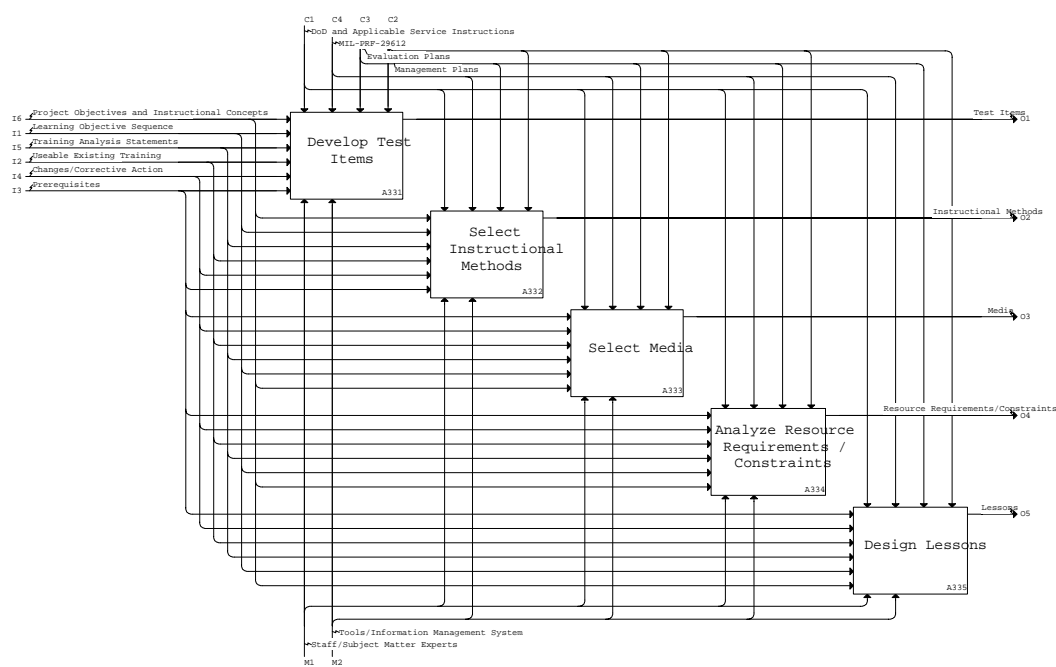 C1 C4 C3 C2
DoD and Applicable Service Instructions
MIL-PRF-29612
Evaluation Plans
Management Plans
I6 Project Objectives and Instructional Concepts
I1 Learning Objective Sequence
I5 Training Analysis Statements
I2 Useable Existing Training
I4 Changes/Corrective Action
I3 Prerequisites
Develop Test
Items
A331
Test Items
O1
Select
Instructional
Methods
A332
Instructional Methods
O2
Select Media
A333
Media
O3
Analyze Resource
Requirements /
Constraints
A334
Resource Requirements/Constraints
O4
Design Lessons
A335
Lessons
O5
Tools/Information Management System
Staff/Subject Matter Experts
M1 M2